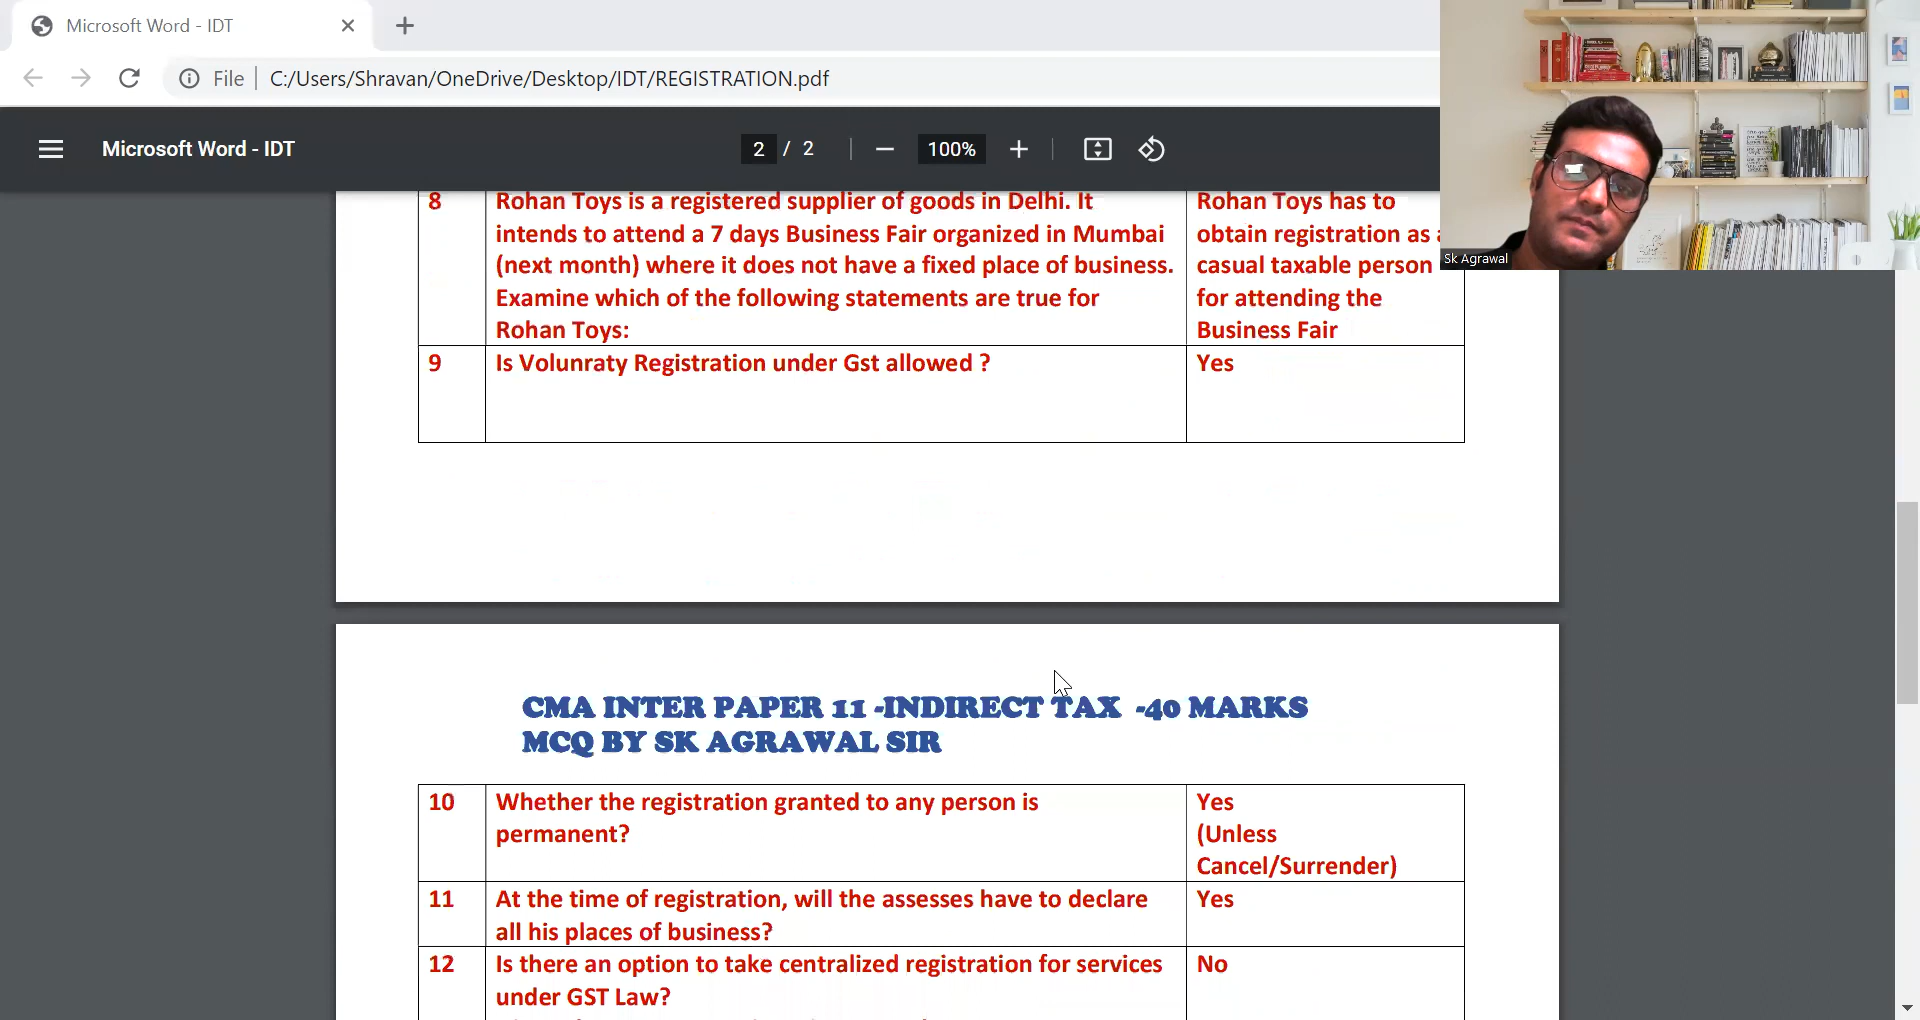 Microsoft Word - IDT
File
C:/Users/Shravan/OneDrive/Desktop/IDT/REGISTRATION.pdf
Microsoft Word - IDT
2 / 2
100%
Sk Agrawal
8
Rohan Toys is a registered supplier of goods in Delhi. It
intends to attend a 7 days Business Fair organized in Mumbai
(next month) where it does not have a fixed place of business.
Examine which of the following statements are true for
Rohan Toys:
Rohan Toys has to
obtain registration as
casual taxable person
for attending the
Business Fair
9
Is Volunraty Registration under Gst allowed ?
Yes
CMA INTER PAPER 11 -INDIRECT TAX -40 MARKS
MCQ BY SK AGRAWAL SIR
10
Whether the registration granted to any person is
permanent?
Yes
(Unless
Cancel/Surrender)
11
At the time of registration, will the assesses have to declare
all his places of business?
Yes
12
Is there an option to take centralized registration for services
under GST Law?
No